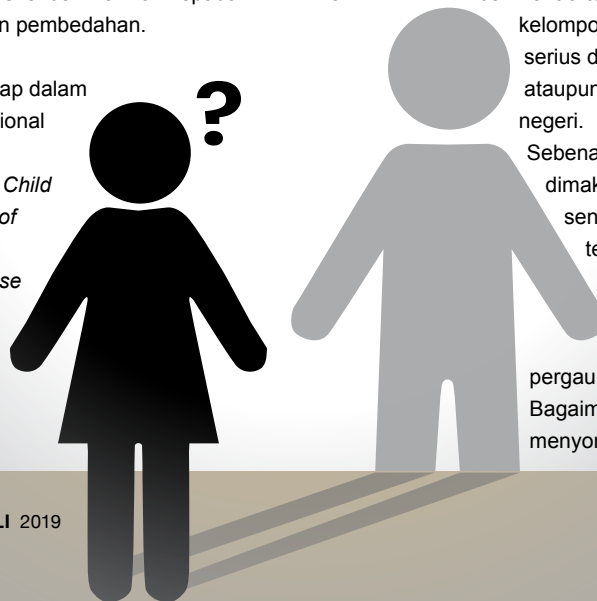 n pembedahan.
ap dalam
ional
Child
of
se
?
LI 2019
kelompo
serius d
ataupun
negeri.
Sebena
dimak
sen
te
pergau
Bagaim
menyor